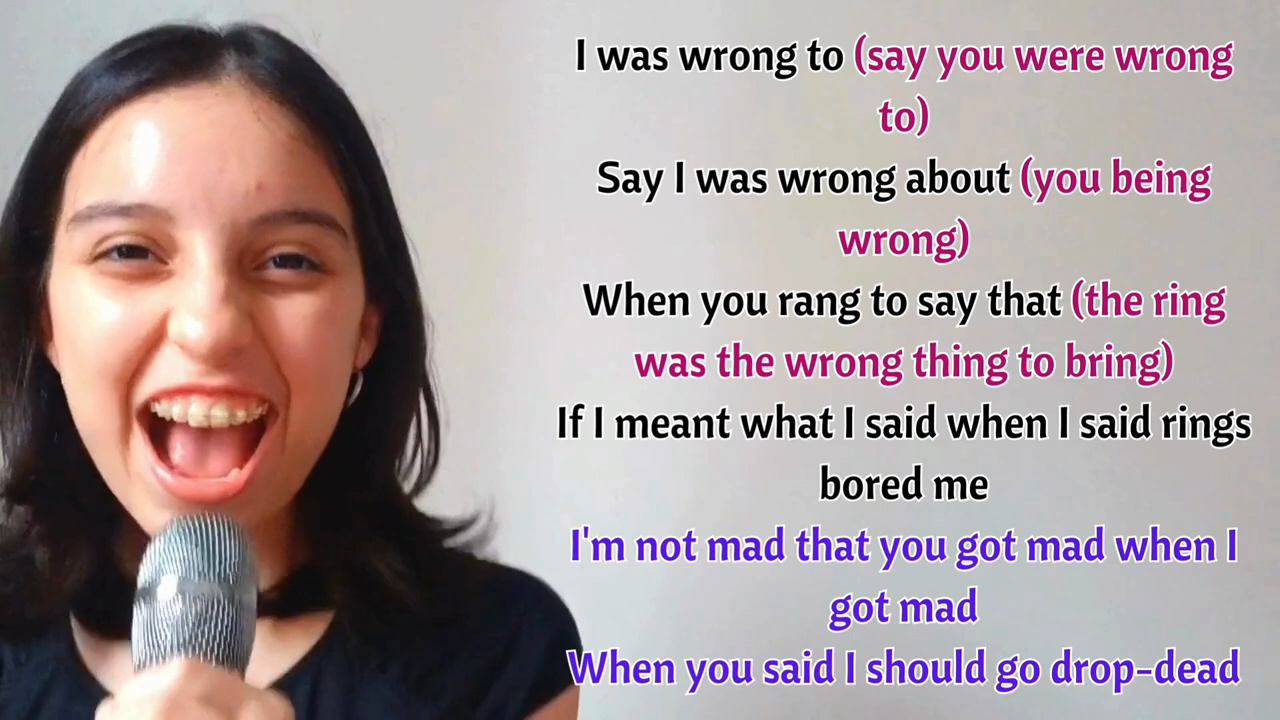 I was wrong to (say you were wrong
to)
Say I was wrong about (you being
wrong)
When you rang to say that (the ring
was the wrong thing to bring)
If I meant what I said when I said rings
bored me
I'm not mad that you got mad when I
got mad
When you said I should go drop-dead